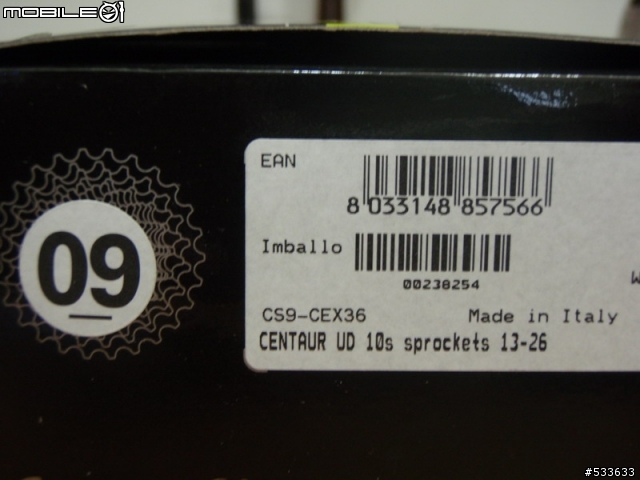 MOBILE01
09
EAN
8 033148 857566
Imballo
00238254
CS9-CEX36 Made in Italy
CENTAUR UD 10s sprockets 13-26
#533633